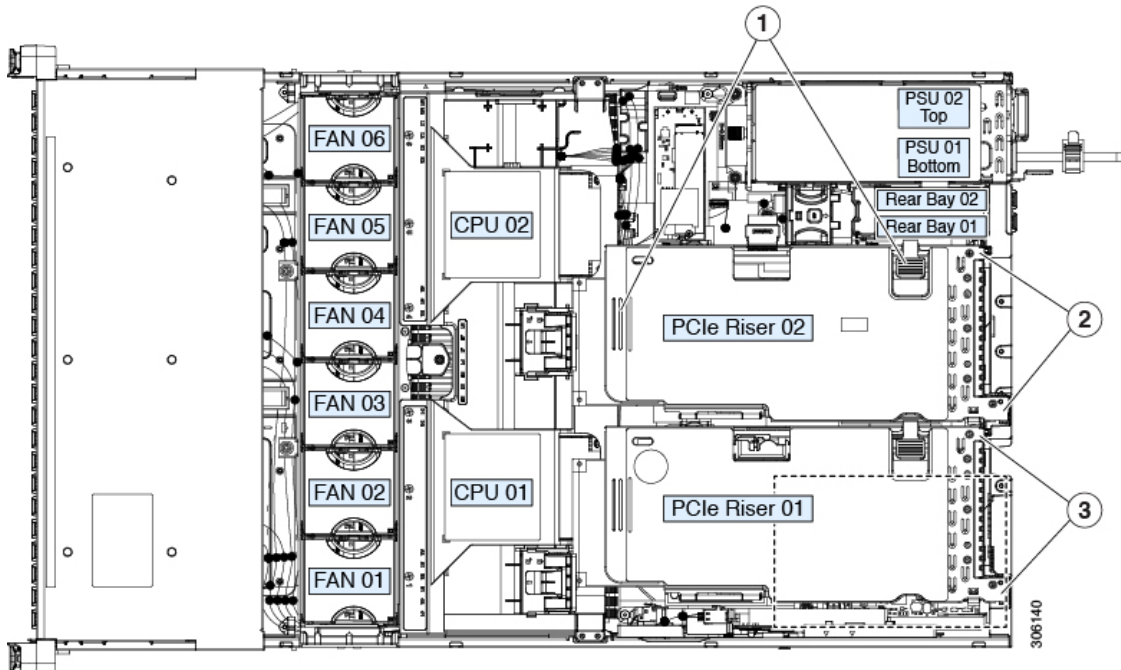 1
PSU 02
Top
FAN 06
PSU 01
Bottom
Rear Bay 02
FAN 05
CPU 02
Rear Bay 01
FAN 04
PCIe Riser 02
2
FAN 03
FAN 02
CPU 01
PCIe Riser 01
3
FAN 01
306140